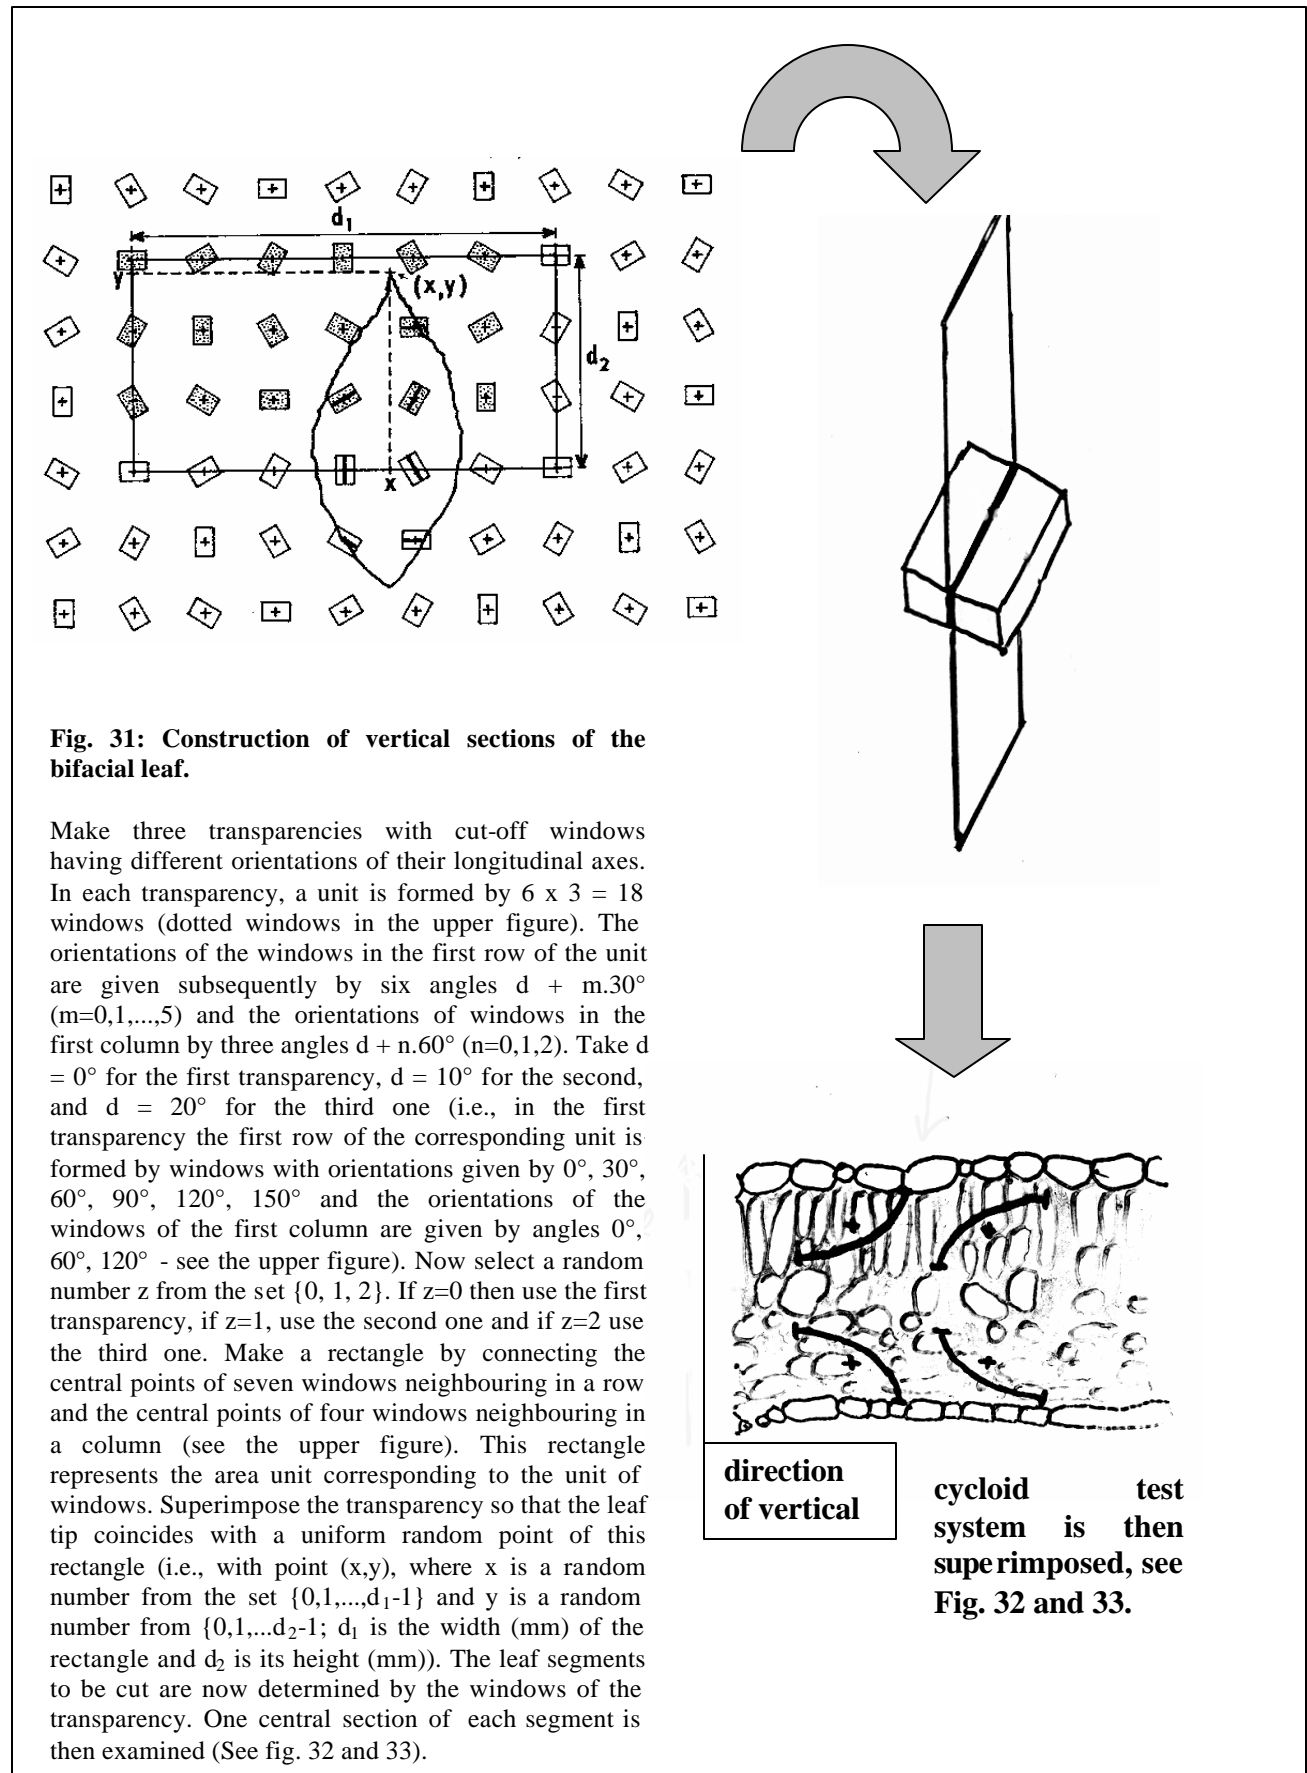 d1
y
(x,y)
d2
x
Fig. 31: Construction of vertical sections of the
bifacial leaf.
Make three transparencies with cut-off windows
having different orientations of their longitudinal axes.
In each transparency, a unit is formed by 6 x 3 = 18
windows (dotted windows in the upper figure). The
orientations of the windows in the first row of the unit
are given subsequently by six angles d + m.30°
(m=0,1,...,5) and the orientations of windows in the
first column by three angles d + n.60° (n=0,1,2). Take d
= 0° for the first transparency, d = 10° for the second,
and d = 20° for the third one (i.e., in the first
transparency the first row of the corresponding unit is
formed by windows with orientations given by 0°, 30°,
60°, 90°, 120°, 150° and the orientations of the
windows of the first column are given by angles 0°,
60°, 120° - see the upper figure). Now select a random
number z from the set {0, 1, 2}. If z=0 then use the first
transparency, if z=1, use the second one and if z=2 use
the third one. Make a rectangle by connecting the
central points of seven windows neighbouring in a row
and the central points of four windows neighbouring in
a column (see the upper figure). This rectangle
represents the area unit corresponding to the unit of
windows. Superimpose the transparency so that the leaf
tip coincides with a uniform random point of this
rectangle (i.e., with point (x,y), where x is a random
number from the set {0,1,...,d1-1} and y is a random
number from {0,1,...d2-1; d1 is the width (mm) of the
rectangle and d2 is its height (mm)). The leaf segments
to be cut are now determined by the windows of the
transparency. One central section of each segment is
then examined (See fig. 32 and 33).
direction
of vertical
cycloid test
system is then
superimposed, see
Fig. 32 and 33.